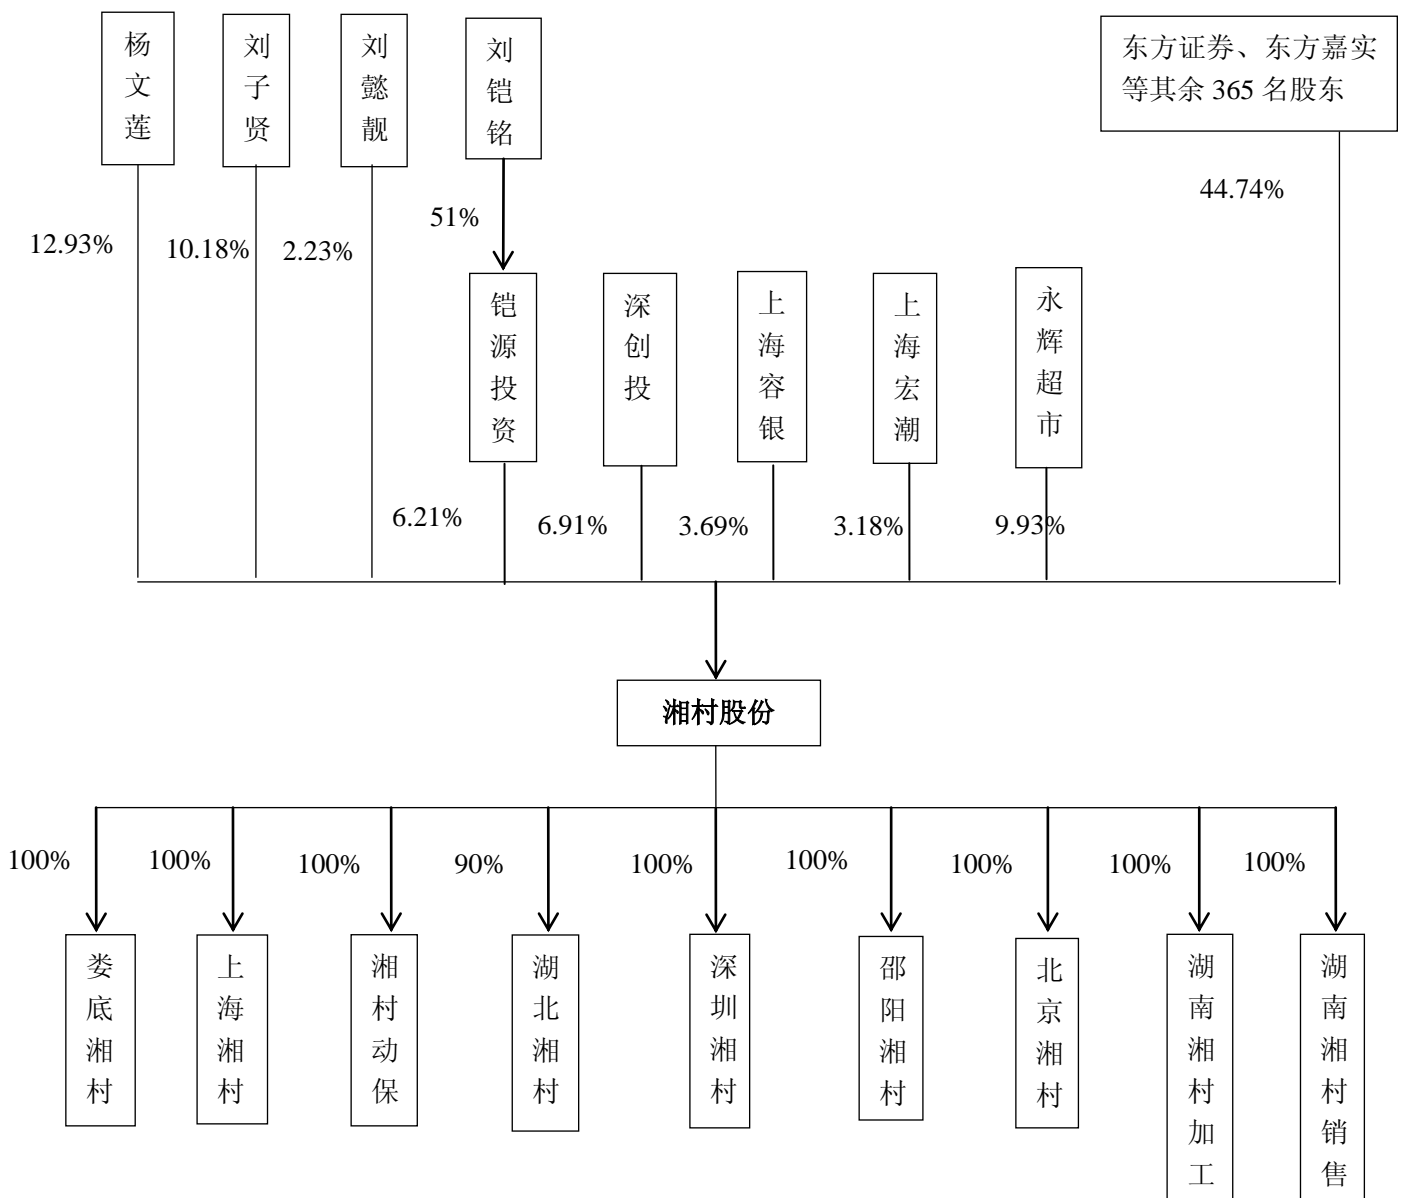 杨文莲
刘子贤
刘懿靓
刘铠铭
东方证券、东方嘉实
等其余 365 名股东
12.93%
10.18%
2.23%
51%
44.74%
铠源投资
深创投
上海容银
上海宏潮
永辉超市
6.21%
6.91%
3.69%
3.18%
9.93%
湘村股份
100%
100%
100%
90%
100%
100%
100%
100%
100%
娄底湘村
上海湘村
湘村动保
湖北湘村
深圳湘村
邵阳湘村
北京湘村
湖南湘村加工
湖南湘村销售